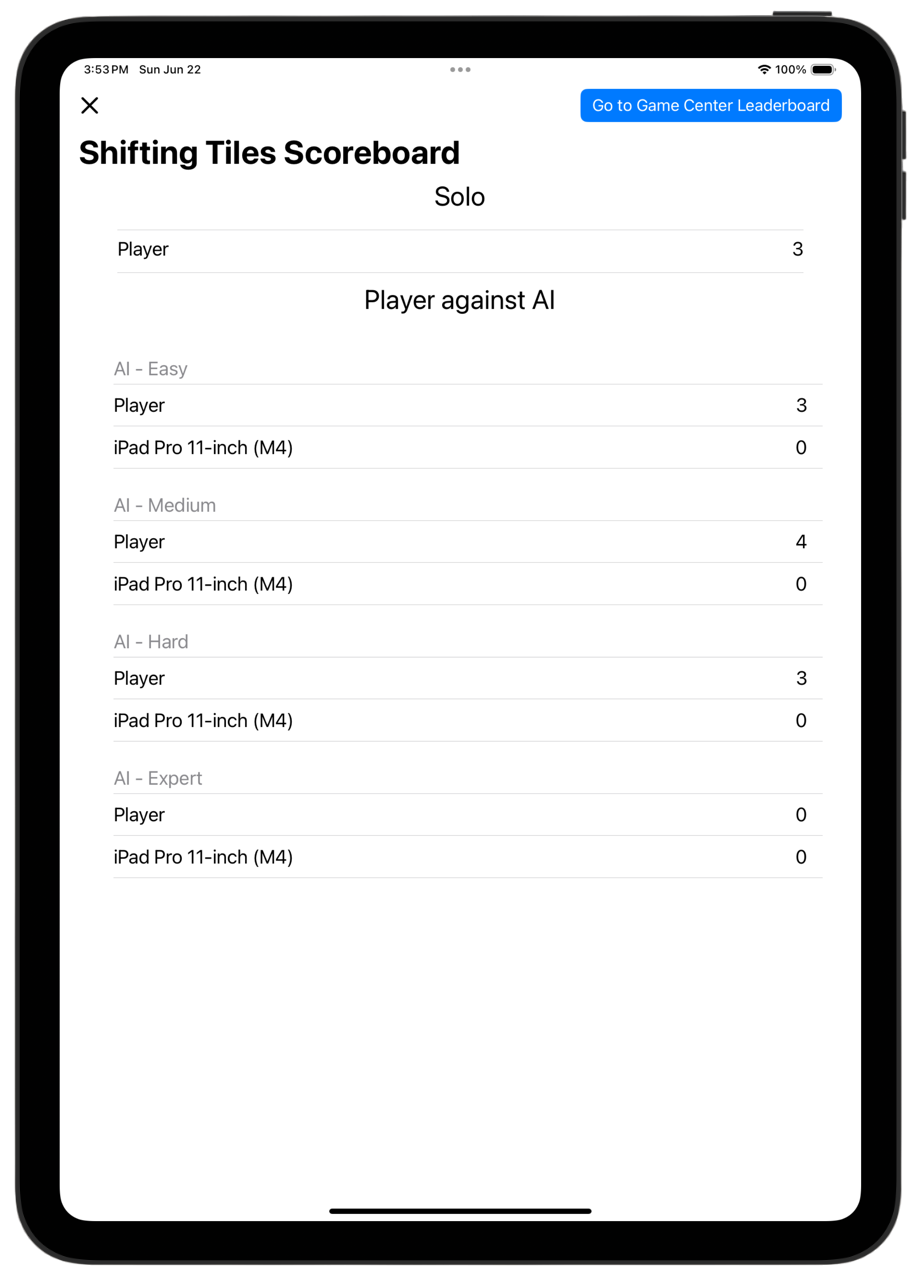 3:53 PM Sun Jun 22 100%
Go to Game Center Leaderboard
Shifting Tiles Scoreboard
Solo
Player 3
Player against AI
AI - Easy
Player 3
iPad Pro 11-inch (M4) 0
AI - Medium
Player 4
iPad Pro 11-inch (M4) 0
AI - Hard
Player 3
iPad Pro 11-inch (M4) 0
AI - Expert
Player 0
iPad Pro 11-inch (M4) 0